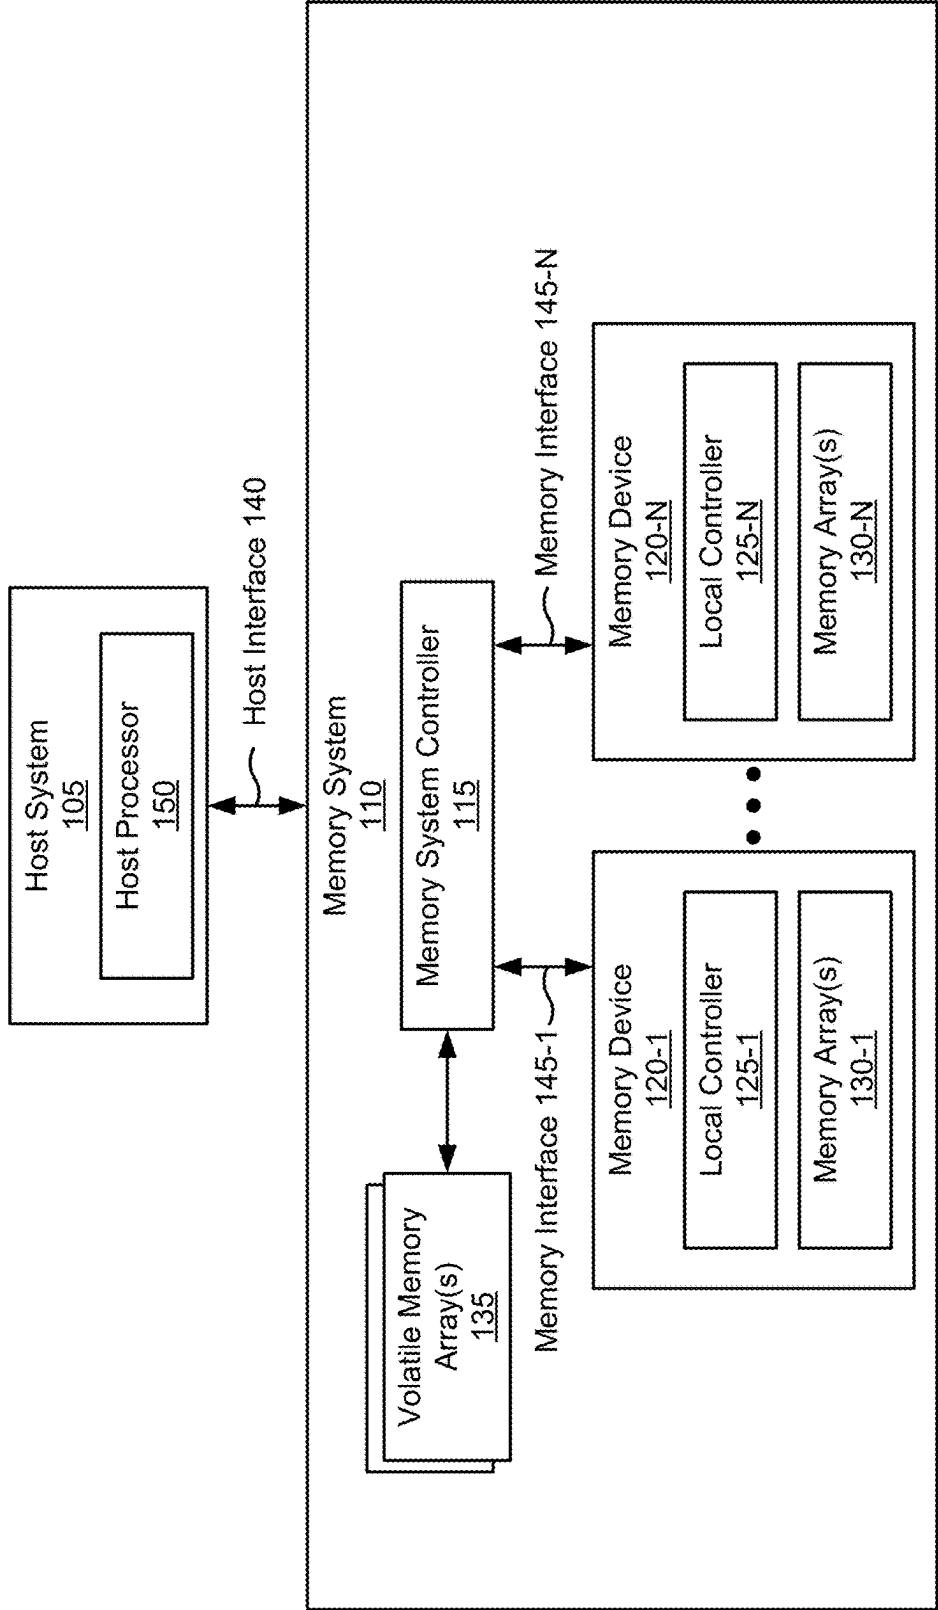 Host System
105
Host Processor
150
Host Interface 140
Memory System
110
Memory System Controller
115
Volatile Memory
Array(s)
135
Memory Interface 145-1
Memory Interface 145-N
Memory Device
120-1
Local Controller
125-1
Memory Array(s)
130-1
Memory Device
120-N
Local Controller
125-N
Memory Array(s)
130-N